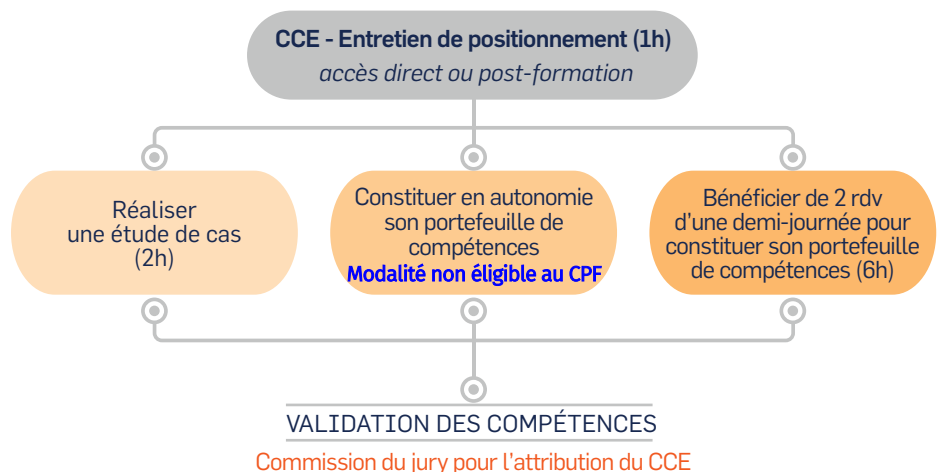 CCE - Entretien de positionnement (1h)
accès direct ou post-formation
Réaliser
une étude de cas
(2h)
Constituer en autonomie
son portefeuille de
compétences
Modalité non éligible au CPF
Bénéficier de 2 rdv
d'une demi-journée pour
constituer son portefeuille
de compétences (6h)
VALIDATION DES COMPÉTENCES
Commission du jury pour l'attribution du CCE